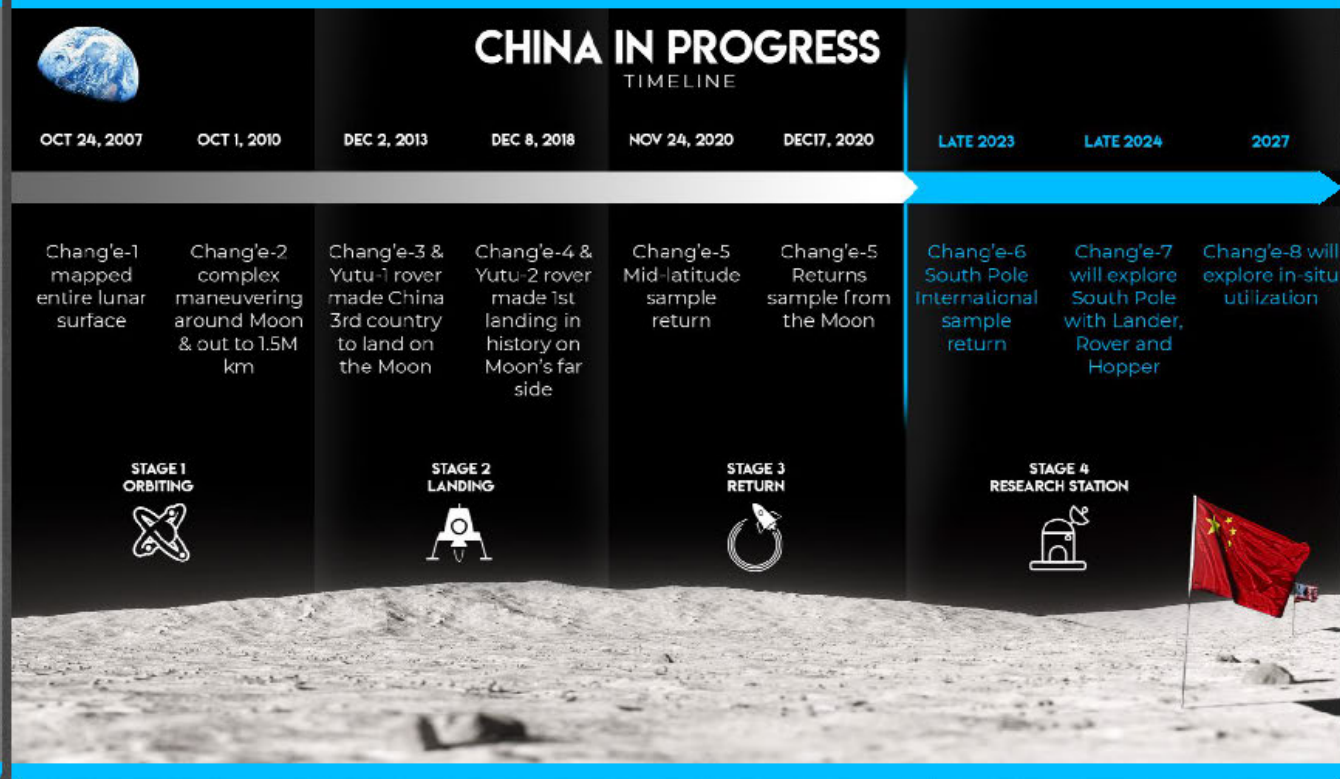 CHINA IN PROGRESS
TIMELINE
OCT 24, 2007
OCT 1, 2010
DEC 2, 2013
DEC 8, 2018
NOV 24, 2020
DEC17, 2020
LATE 2023
LATE 2024
2027
Chang'e-1
mapped
entire lunar
surface
Chang'e-2
complex
maneuvering
around Moon
& out to 1.5M
km
Chang'e-3 &
Yutu-1 rover
made China
3rd country
to land on
the Moon
Chang'e-4 &
Yutu-2 rover
made 1st
landing in
history on
Moon's far
side
Chang'e-5
Mid-latitude
sample
return
Chang'e-5
Returns
sample from
the Moon
Chang'e-6
South Pole
International
sample
return
Chang'e-7
will explore
South Pole
with Lander,
Rover and
Hopper
Chang'e-8 will
explore in-situ
utilization
STAGE 1
ORBITING
STAGE 2
LANDING
STAGE 3
RETURN
STAGE 4
RESEARCH STATION